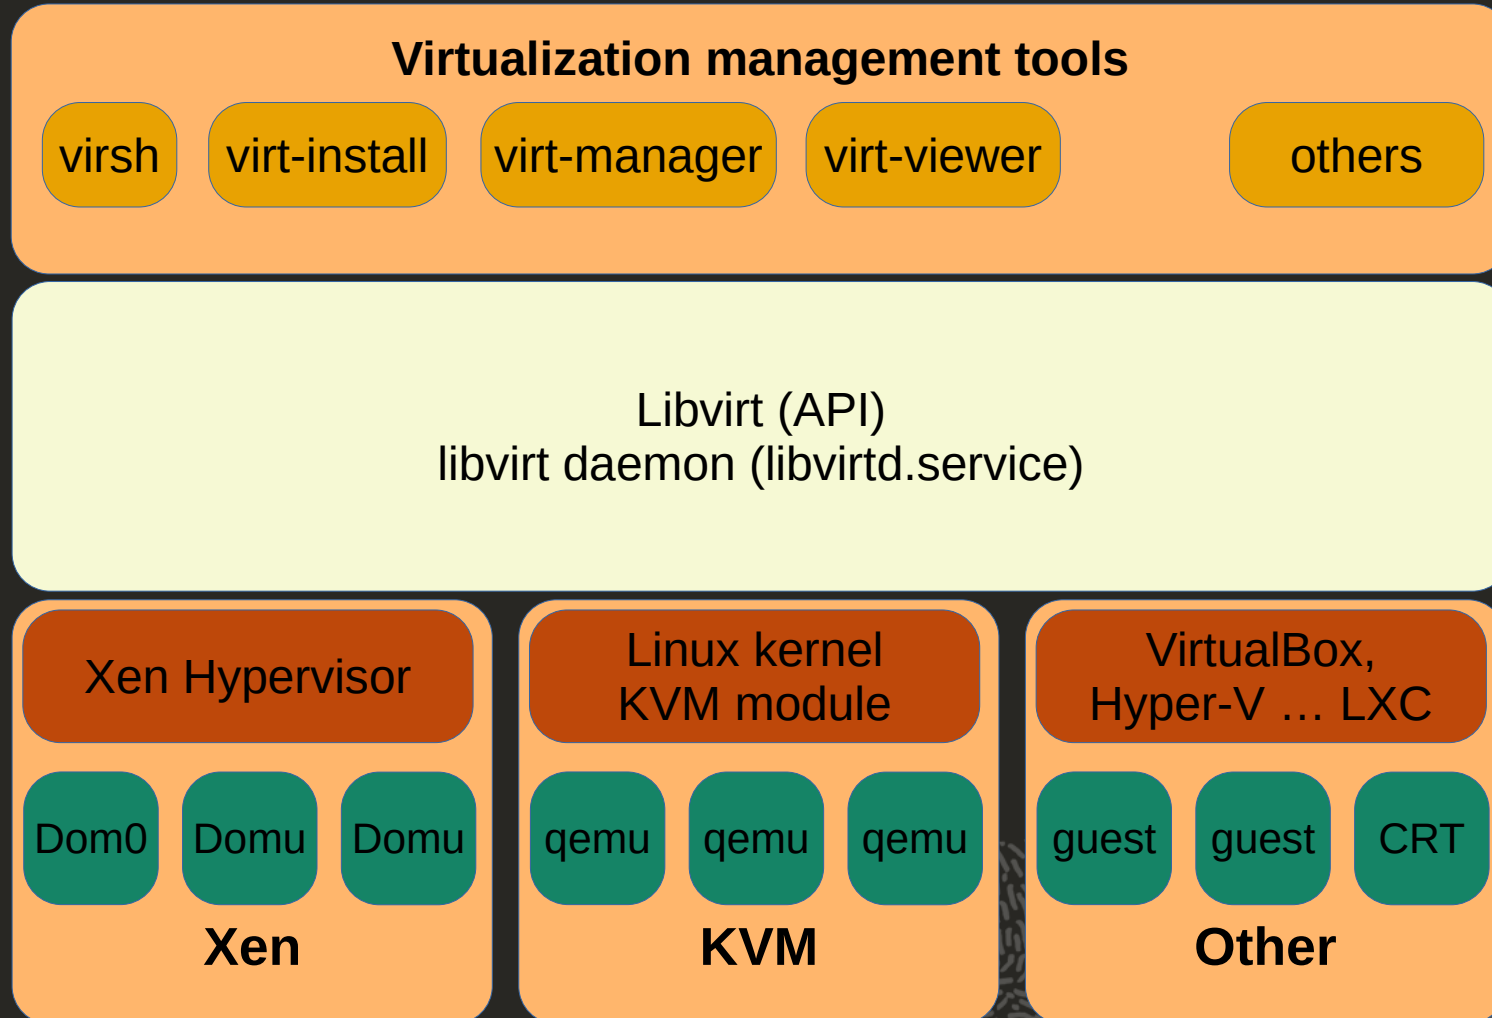 Virtualization management tools
virsh virt-install virt-manager virt-viewer others
Libvirt (API)
libvirt daemon (libvirtd.service)
Xen Hypervisor
Linux kernel
KVM module
VirtualBox,
Hyper-V … LXC
Dom0 Domu Domu
qemu qemu qemu
guest guest CRT
Xen
KVM
Other